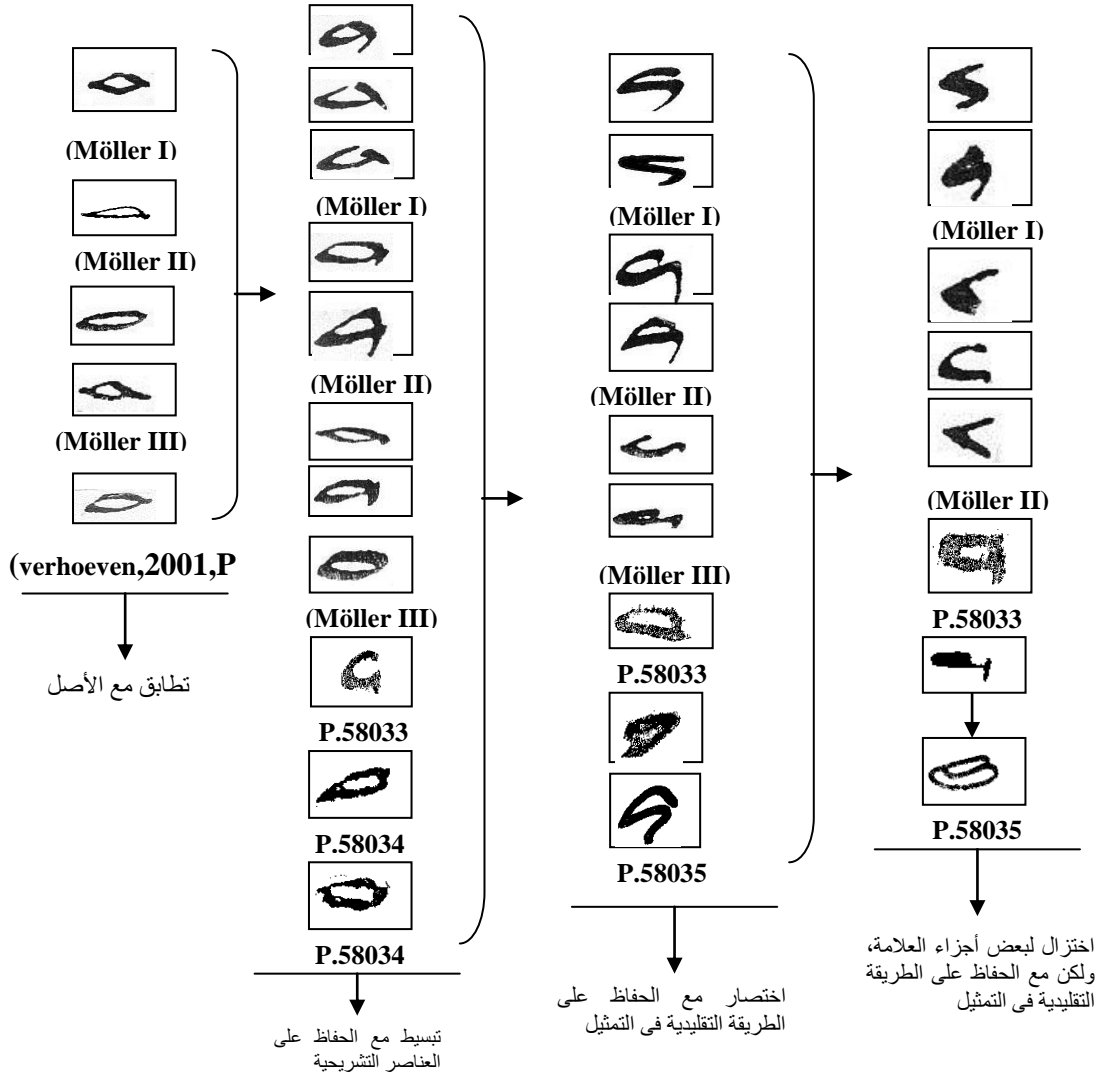 (Möller I)
(Möller II)
(Möller III)
(verhoeven,2001,P
تطابق مع الأصل
(Möller I)
(Möller II)
(Möller III)
P.58033
P.58034
P.58034
تبسيط مع الحفاظ على
العناصر التشريحية
(Möller I)
(Möller II)
(Möller III)
P.58033
P.58035
اختصار مع الحفاظ على
الطريقة التقليدية فى التمثيل
(Möller I)
(Möller II)
P.58033
P.58035
اختزال لبعض أجزاء العلامة،
ولكن مع الحفاظ على الطريقة
التقليدية فى التمثيل